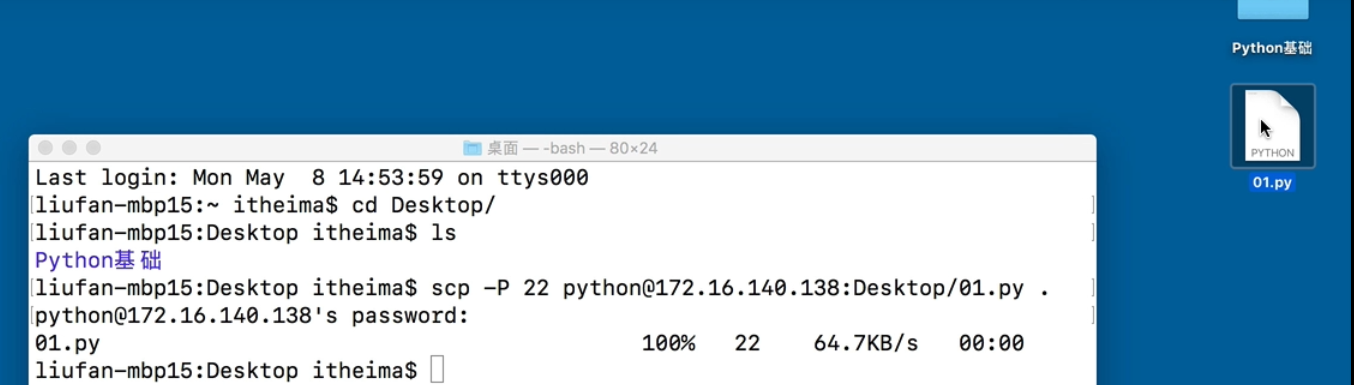 Python基础
PYTHON
01.py
桌面 — -bash — 80×24
Last login: Mon May  8 14:53:59 on ttys000
liufan-mbp15:~ itheima$ cd Desktop/
liufan-mbp15:Desktop itheima$ ls
Python基础
liufan-mbp15:Desktop itheima$ scp -P 22 python@172.16.140.138:Desktop/01.py .
python@172.16.140.138's password:
01.py                                         100%   22    64.7KB/s   00:00
liufan-mbp15:Desktop itheima$